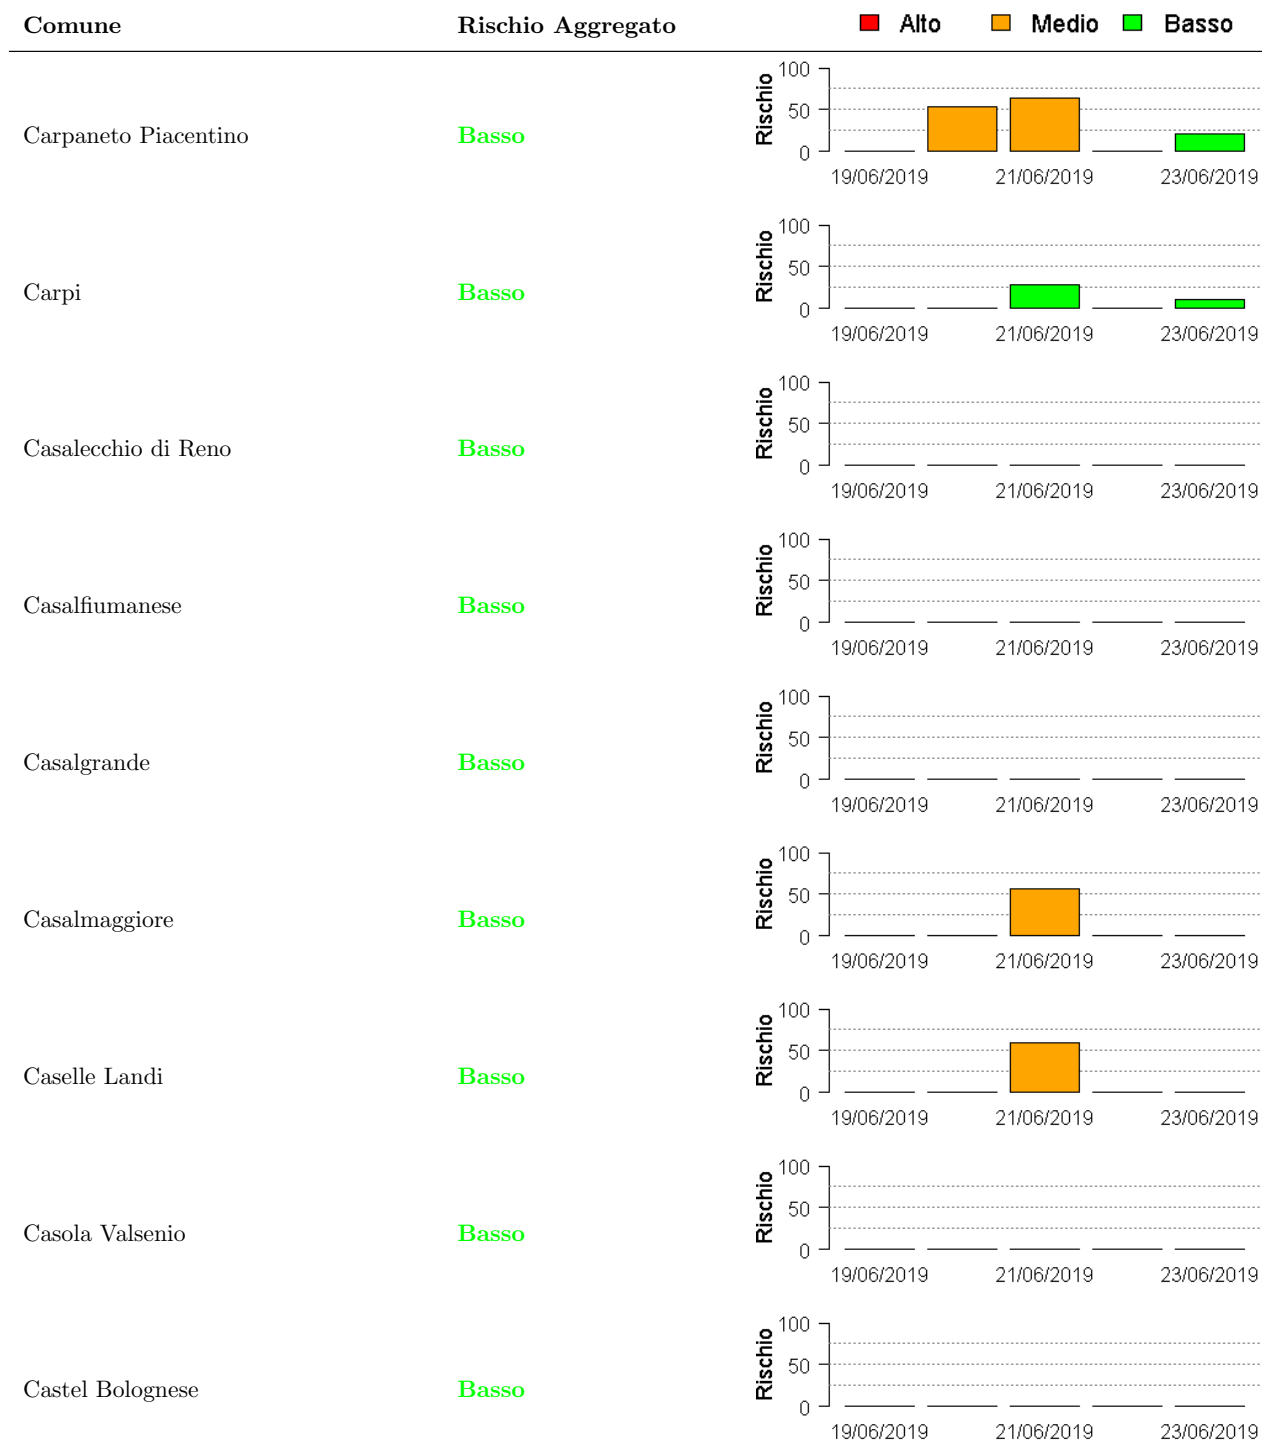 Comune Rischio Aggregato Alto Medio Basso
Carpaneto Piacentino Basso
Rischio
100
50
0
19/06/2019 21/06/2019 23/06/2019
Carpi Basso
Rischio
100
50
0
19/06/2019 21/06/2019 23/06/2019
Casalecchio di Reno Basso
Rischio
100
50
0
19/06/2019 21/06/2019 23/06/2019
Casalfiumanese Basso
Rischio
100
50
0
19/06/2019 21/06/2019 23/06/2019
Casalgrande Basso
Rischio
100
50
0
19/06/2019 21/06/2019 23/06/2019
Casalmaggiore Basso
Rischio
100
50
0
19/06/2019 21/06/2019 23/06/2019
Caselle Landi Basso
Rischio
100
50
0
19/06/2019 21/06/2019 23/06/2019
Casola Valsenio Basso
Rischio
100
50
0
19/06/2019 21/06/2019 23/06/2019
Castel Bolognese Basso
Rischio
100
50
0
19/06/2019 21/06/2019 23/06/2019